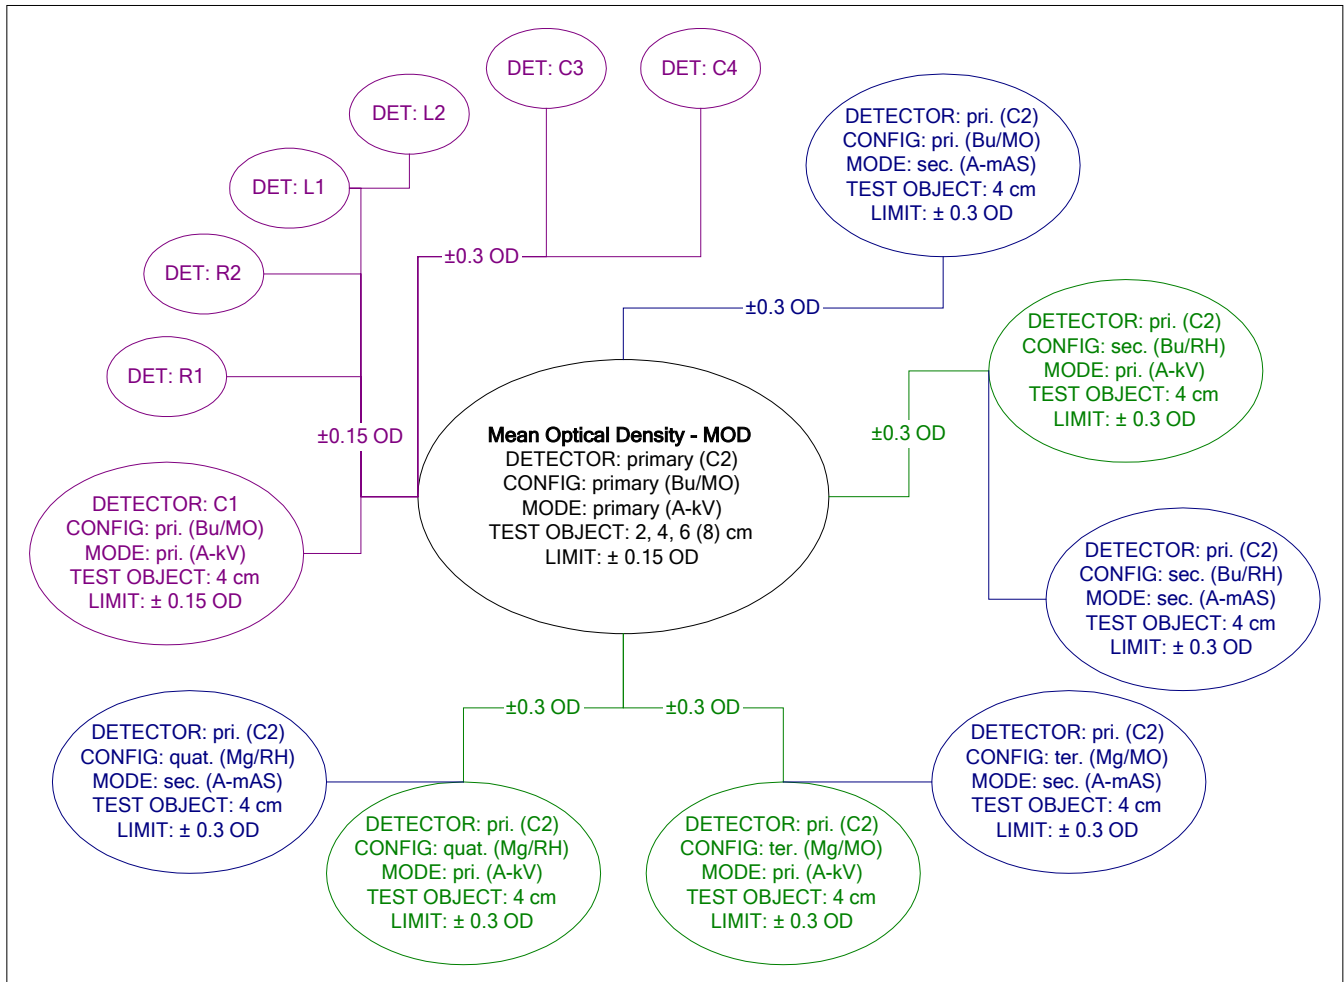 DET: C3
DET: C4
DET: L2
DET: L1
DET: R2
DET: R1
±0.3 OD
±0.15 OD
DETECTOR: pri. (C2)
CONFIG: pri. (Bu/MO)
MODE: sec. (A-mAS)
TEST OBJECT: 4 cm
LIMIT: ± 0.3 OD
±0.3 OD
DETECTOR: pri. (C2)
CONFIG: sec. (Bu/RH)
MODE: pri. (A-kV)
TEST OBJECT: 4 cm
LIMIT: ± 0.3 OD
±0.3 OD
Mean Optical Density - MOD
DETECTOR: primary (C2)
CONFIG: primary (Bu/MO)
MODE: primary (A-kV)
TEST OBJECT: 2, 4, 6 (8) cm
LIMIT: ± 0.15 OD
DETECTOR: C1
CONFIG: pri. (Bu/MO)
MODE: pri. (A-kV)
TEST OBJECT: 4 cm
LIMIT: ± 0.15 OD
DETECTOR: pri. (C2)
CONFIG: sec. (Bu/RH)
MODE: sec. (A-mAS)
TEST OBJECT: 4 cm
LIMIT: ± 0.3 OD
±0.3 OD
±0.3 OD
DETECTOR: pri. (C2)
CONFIG: quat. (Mg/RH)
MODE: sec. (A-mAS)
TEST OBJECT: 4 cm
LIMIT: ± 0.3 OD
DETECTOR: pri. (C2)
CONFIG: quat. (Mg/RH)
MODE: pri. (A-kV)
TEST OBJECT: 4 cm
LIMIT: ± 0.3 OD
DETECTOR: pri. (C2)
CONFIG: ter. (Mg/MO)
MODE: pri. (A-kV)
TEST OBJECT: 4 cm
LIMIT: ± 0.3 OD
DETECTOR: pri. (C2)
CONFIG: ter. (Mg/MO)
MODE: sec. (A-mAS)
TEST OBJECT: 4 cm
LIMIT: ± 0.3 OD